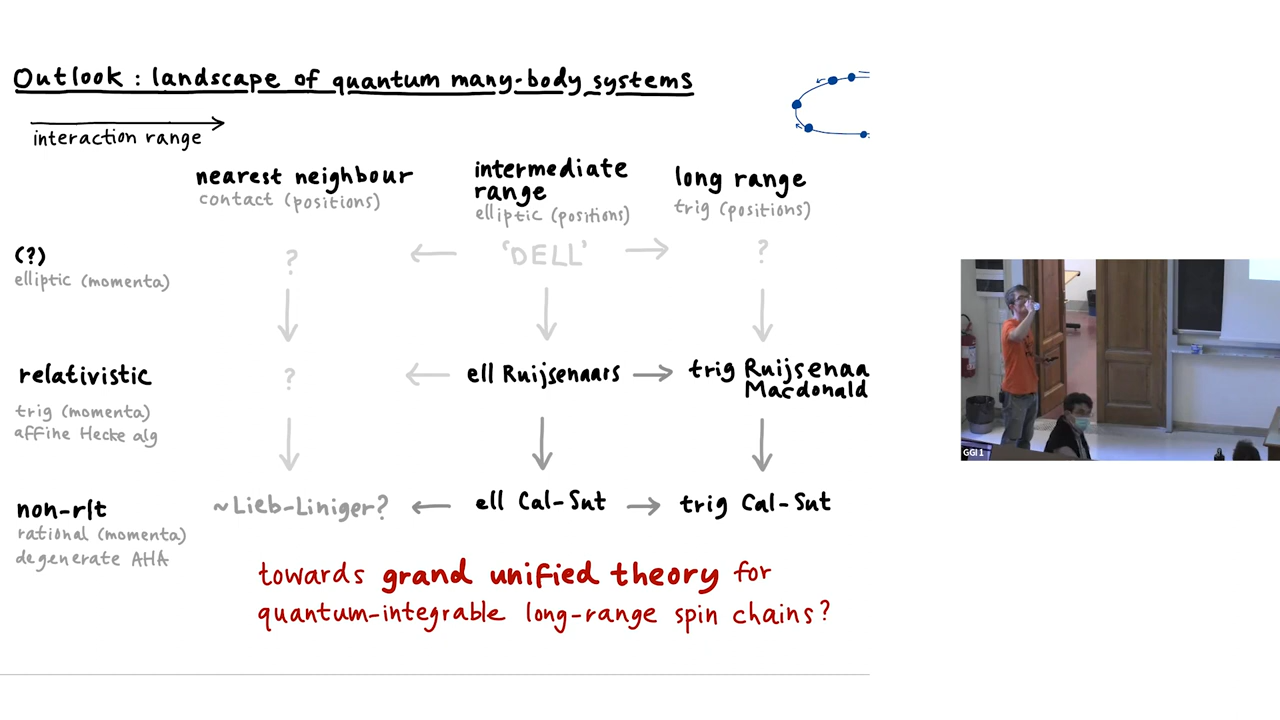 Outlook : landscape of quantum many-body systems
interaction range
nearest neighbour
contact (positions)
intermediate
range
elliptic (positions)
long range
trig (positions)
(?)
elliptic (momenta)
?
← 'DELL' →
?
relativistic
trig (momenta)
affine Hecke alg
?
← ell Ruijsenaars →
trig Ruijsenaa
Macdonald
non-rlt
rational (momenta)
degenerate AHA
~Lieb-Liniger? ← ell Cal-Sut → trig Cal-Sut
towards grand unified theory for
quantum-integrable long-range spin chains?
GGI 1